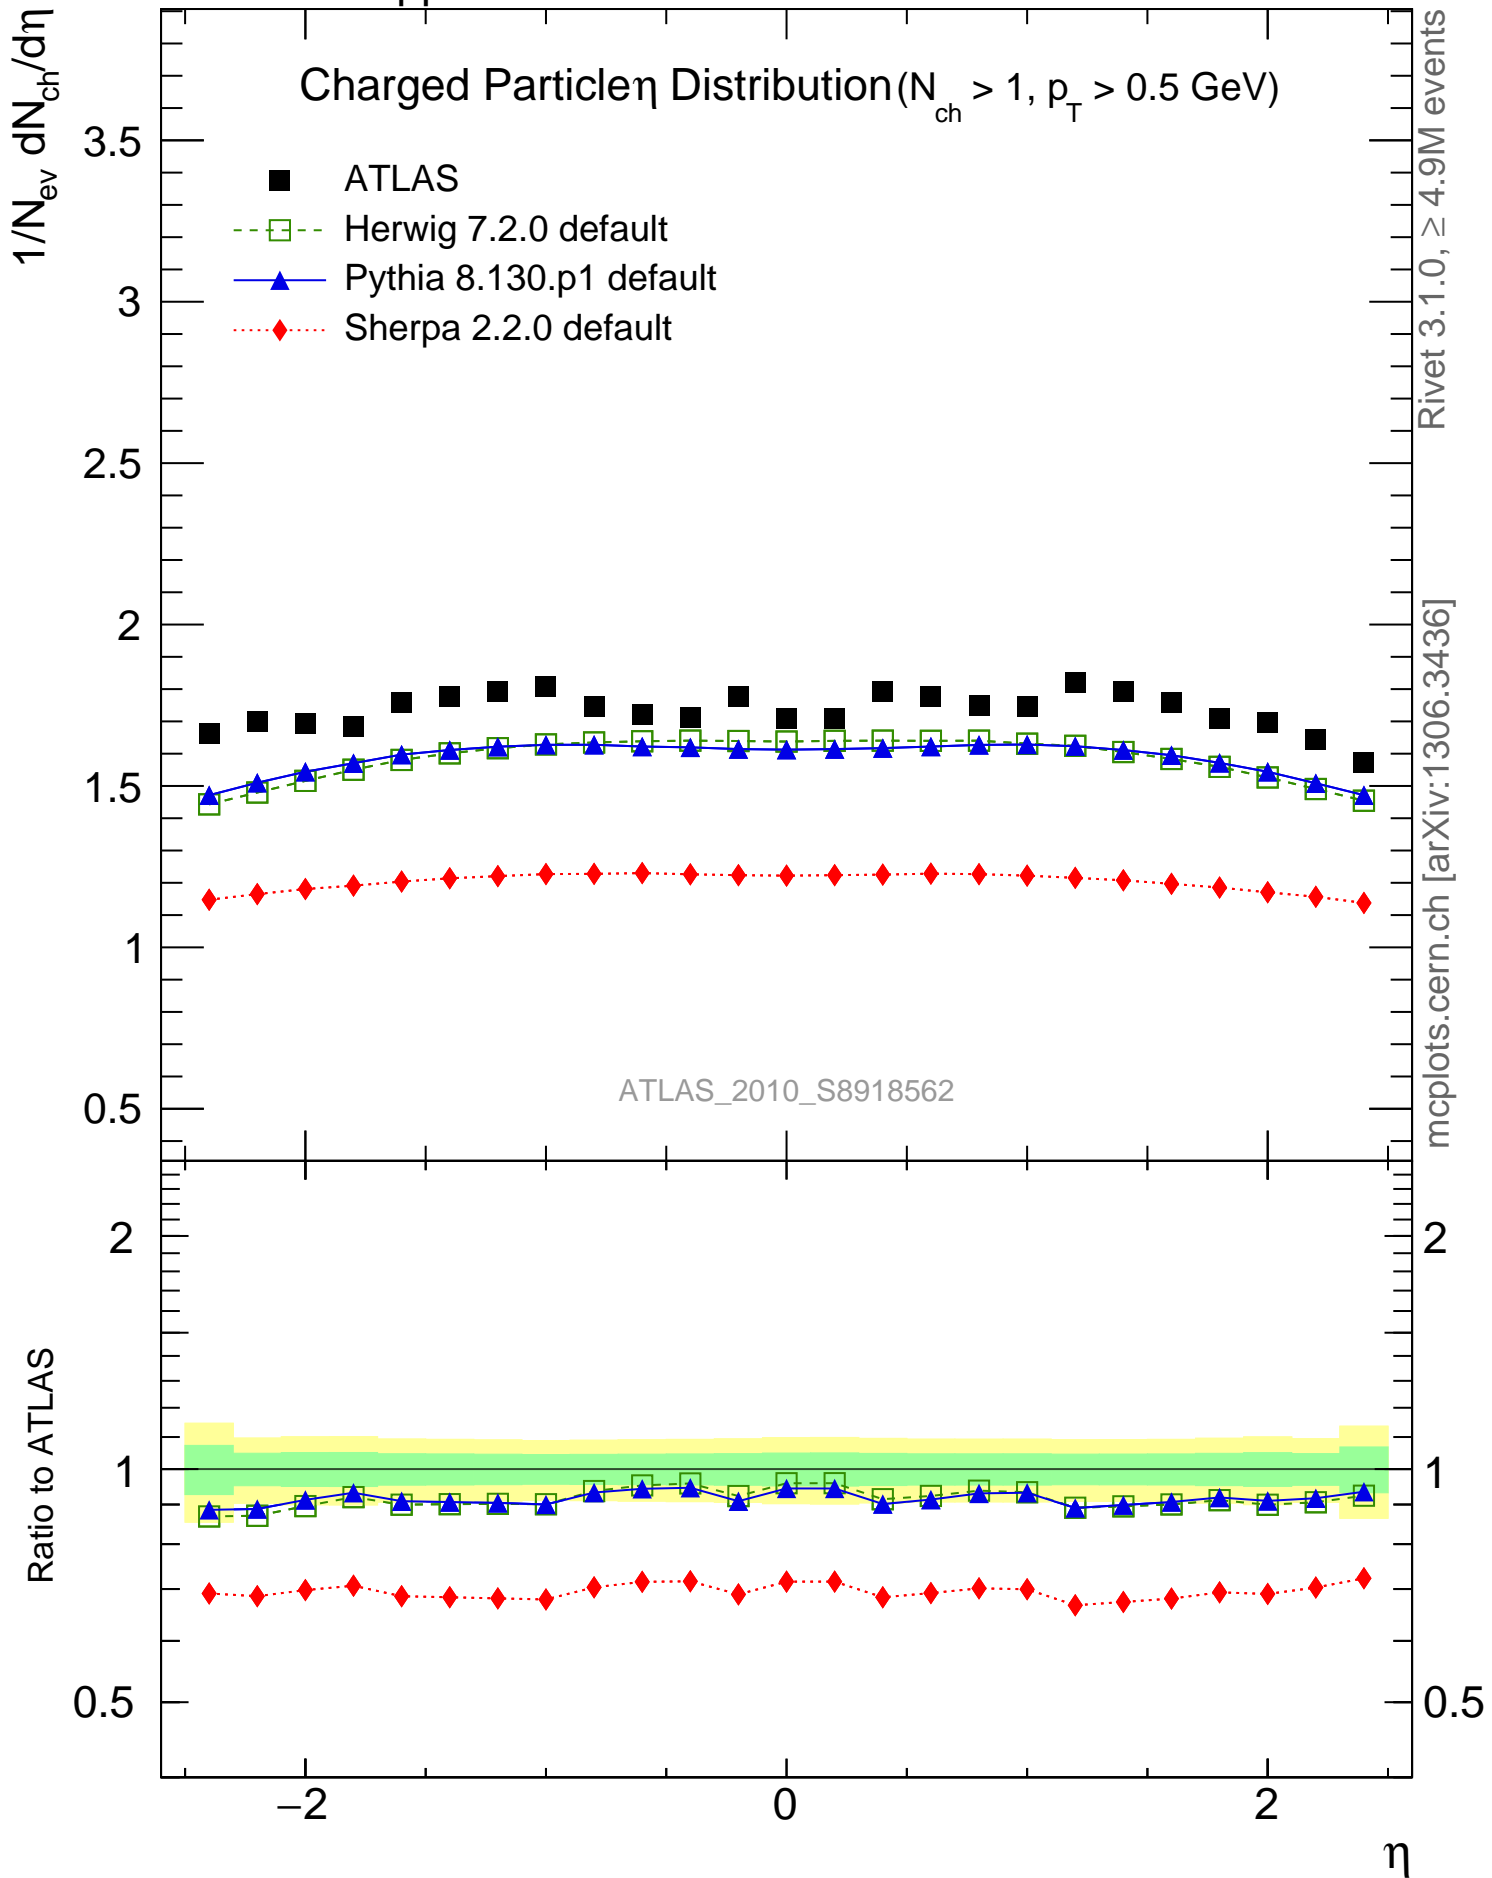 pp
1/N_ev dN_ch/dη
Charged Particle η Distribution (N_ch > 1, p_T > 0.5 GeV)
ATLAS
Herwig 7.2.0 default
Pythia 8.130.p1 default
Sherpa 2.2.0 default
3.5
3
2.5
2
1.5
1
0.5
ATLAS_2010_S8918562
Rivet 3.1.0, ≥ 4.9M events
mcplots.cern.ch [arXiv:1306.3436]
Ratio to ATLAS
2
1
0.5
2
1
0.5
−2
0
2
η